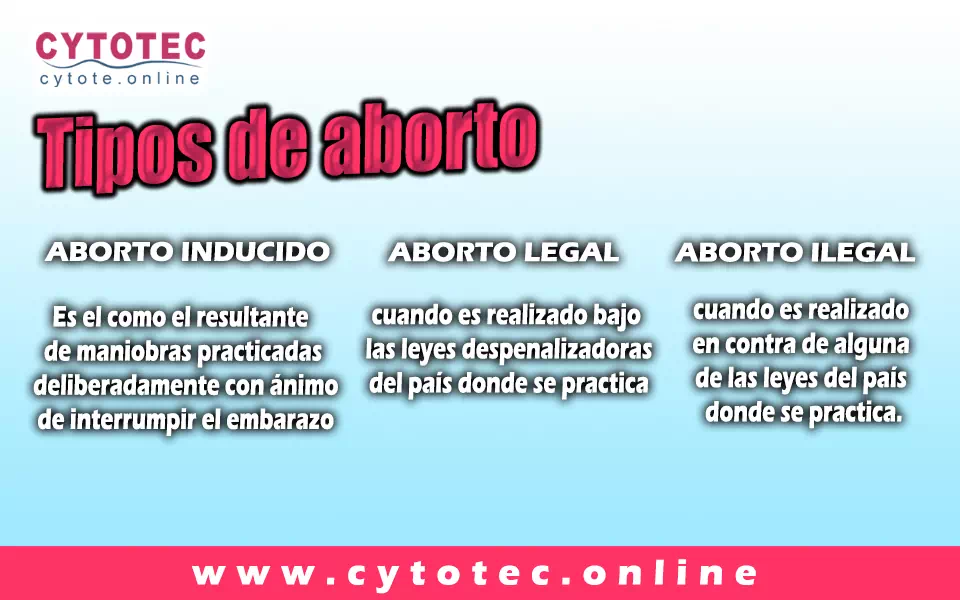 CYTOTEC
cytote.online
Tipos de aborto
ABORTO INDUCIDO
Es el como el resultante
de maniobras practicadas
deliberadamente con ánimo
de interrumpir el embarazo
ABORTO LEGAL
cuando es realizado bajo
las leyes despenalizadoras
del país donde se practica
ABORTO ILEGAL
cuando es realizado
en contra de alguna
de las leyes del país
donde se practica.
www.cytotec.online